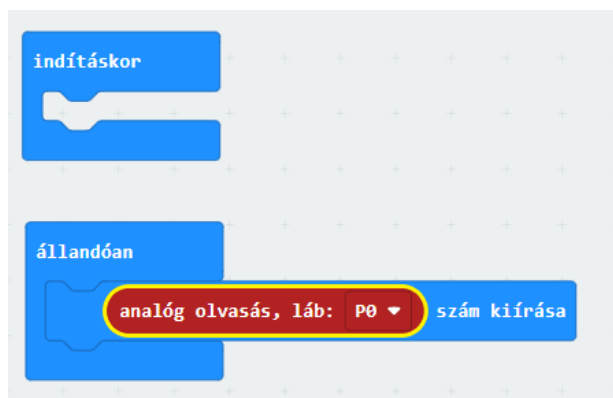 indításkor
állandóan
analóg olvasás, láb: P0 szám kiírása